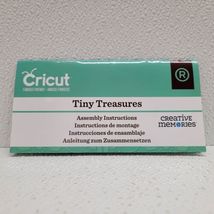 Cricut
®
Tiny Treasures
Assembly Instructions
Instructions de montage
Instrucciones de ensamblaje
Anleitung zum Zusammensetzen
CREATIVE
MEMORIES